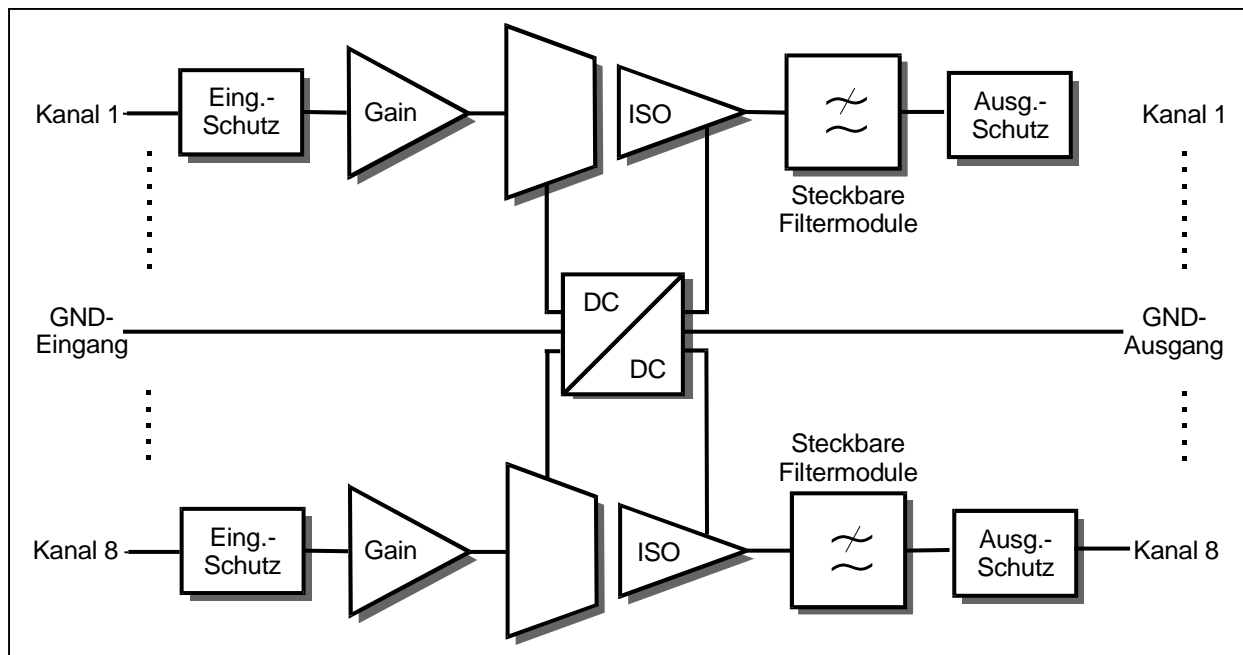 Kanal 1
Eing.-
Schutz
Gain
ISO
Steckbare
Filtermodule
Ausg.-
Schutz
Kanal 1
GND-
Eingang
DC
DC
GND-
Ausgang
Kanal 8
Eing.-
Schutz
Gain
ISO
Steckbare
Filtermodule
Ausg.-
Schutz
Kanal 8